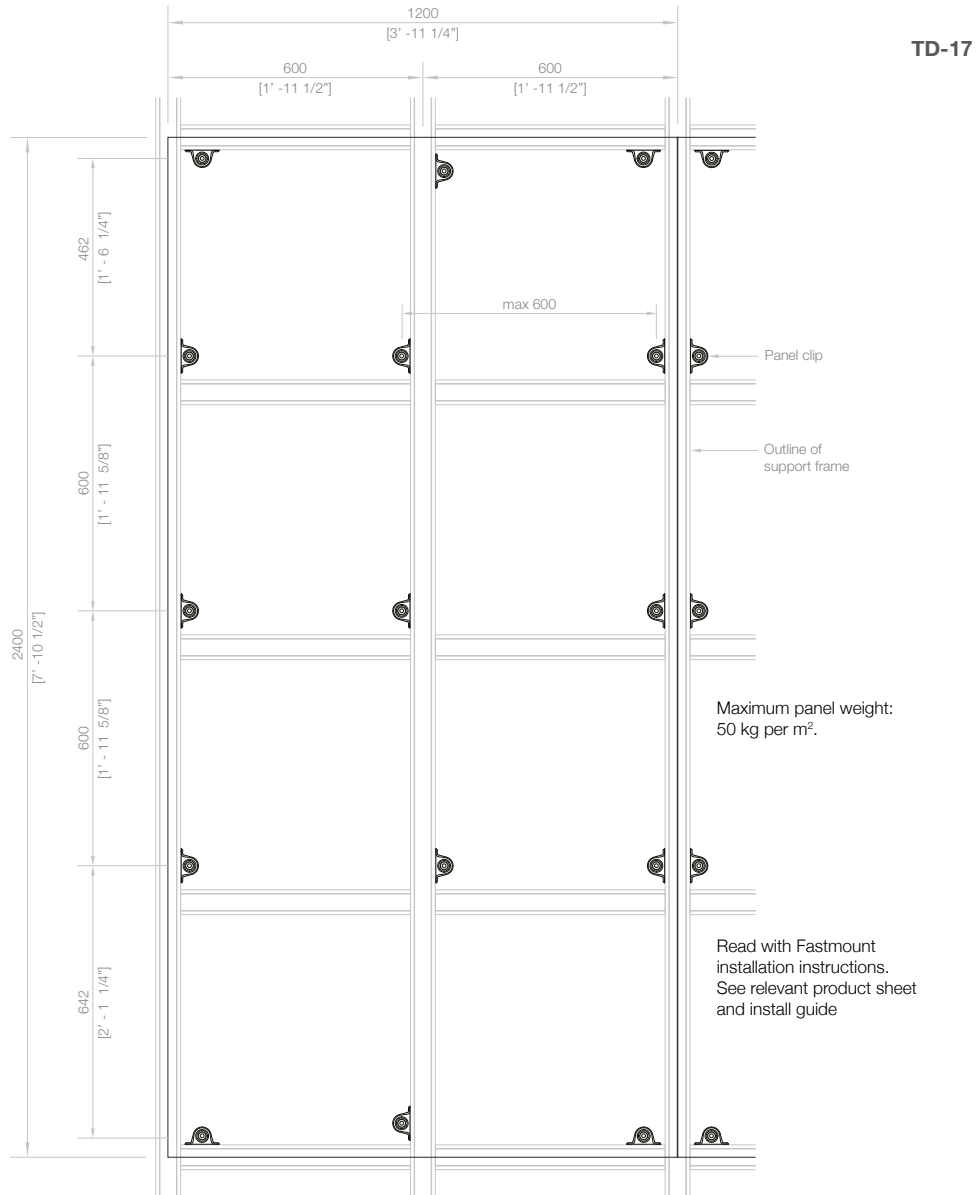 1200
[3' -11 1/4"]
TD-17
600
[1' -11 1/2"]
600
[1' -11 1/2"]
462
[1' - 6 1/4"]
max 600
Panel clip
600
[1' - 11 5/8"]
Outline of
support frame
2400
[7' -10 1/2"]
600
[1' - 11 5/8"]
Maximum panel weight:
50 kg per m².
642
[2' - 1 1/4"]
Read with Fastmount
installation instructions.
See relevant product sheet
and install guide